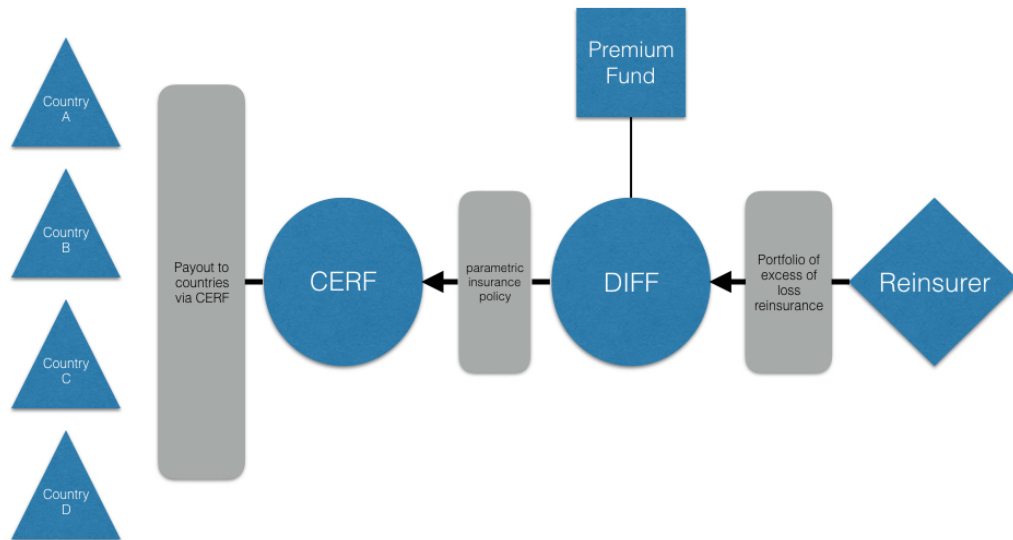 Country
A
Country
B
Country
C
Country
D
Payout to
countries
via CERF
CERF
parametric
insurance
policy
Premium
Fund
DIFF
Portfolio of
excess of
loss
reinsurance
Reinsurer